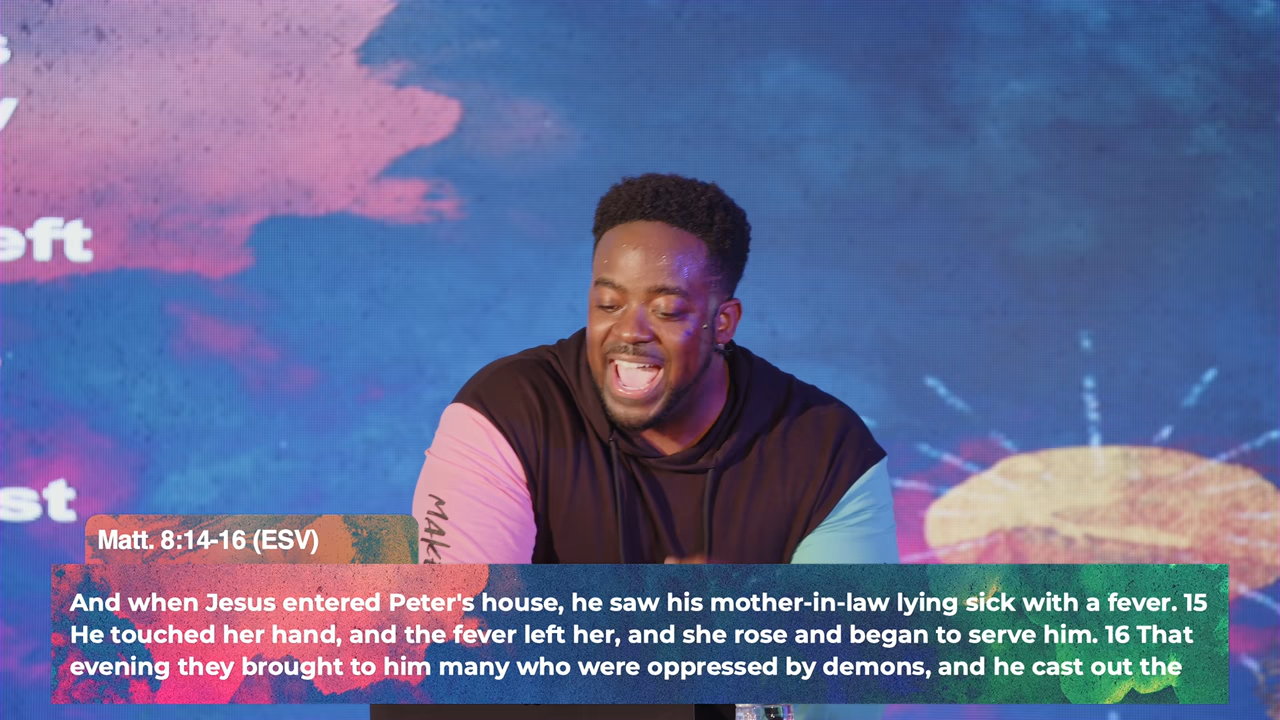 eft
st
MAKE
Matt. 8:14-16 (ESV)
And when Jesus entered Peter's house, he saw his mother-in-law lying sick with a fever. 15
He touched her hand, and the fever left her, and she rose and began to serve him. 16 That
evening they brought to him many who were oppressed by demons, and he cast out the